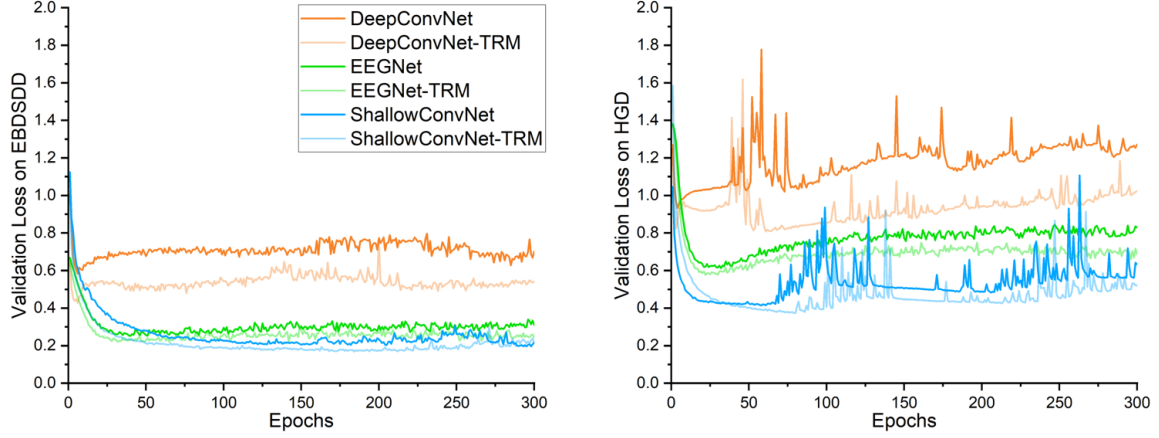 2.0
1.8
1.6
1.4
1.2
1.0
0.8
0.6
0.4
0.2
0.0
Validation Loss on EBDSDD
0 50 100 150 200 250 300
Epochs
DeepConvNet
DeepConvNet-TRM
EEGNet
EEGNet-TRM
ShallowConvNet
ShallowConvNet-TRM
2.0
1.8
1.6
1.4
1.2
1.0
0.8
0.6
0.4
0.2
0.0
Validation Loss on HGD
0 50 100 150 200 250 300
Epochs